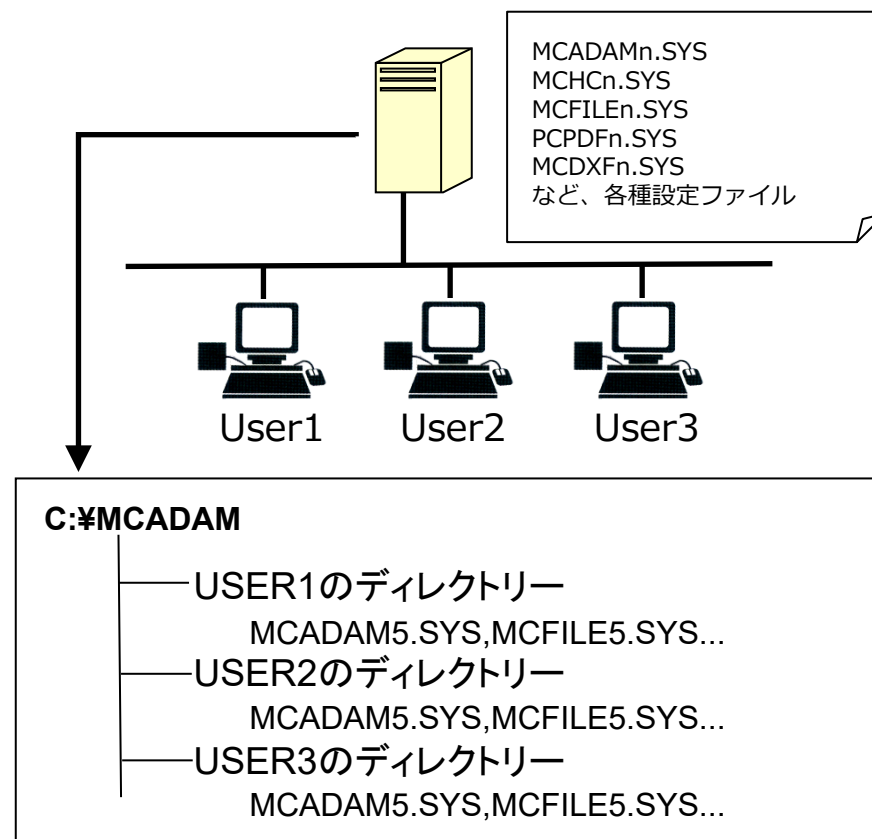 MCADAMn.SYS
MCHCn.SYS
MCFILEn.SYS
PCPDFn.SYS
MCDXFn.SYS
など、各種設定ファイル
User1
User2
User3
C:¥MCADAM
USER1のディレクトリー
MCADAM5.SYS,MCFILE5.SYS...
USER2のディレクトリー
MCADAM5.SYS,MCFILE5.SYS...
USER3のディレクトリー
MCADAM5.SYS,MCFILE5.SYS...